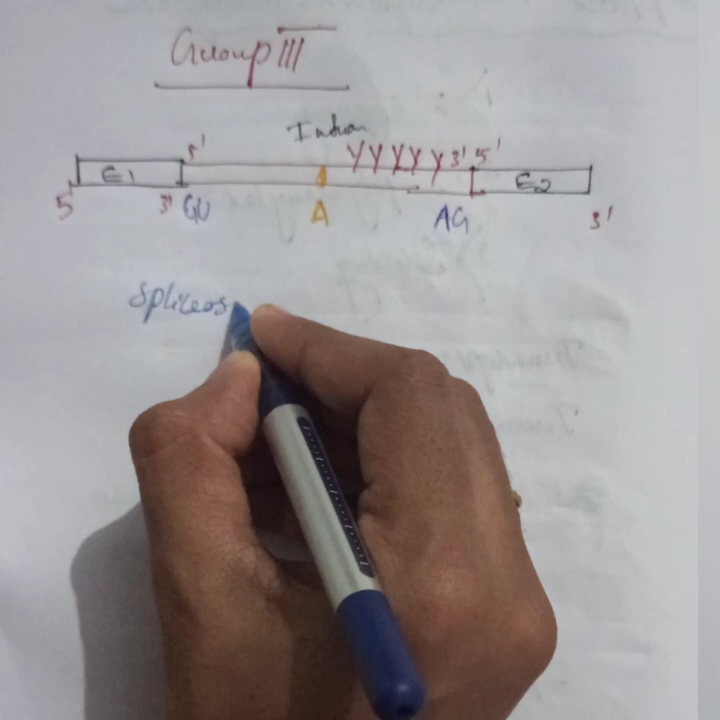 Group III
Intron
5' YYYYY 3' 5'
E1 E2
5 3' GU A AG 3'
Spliceos